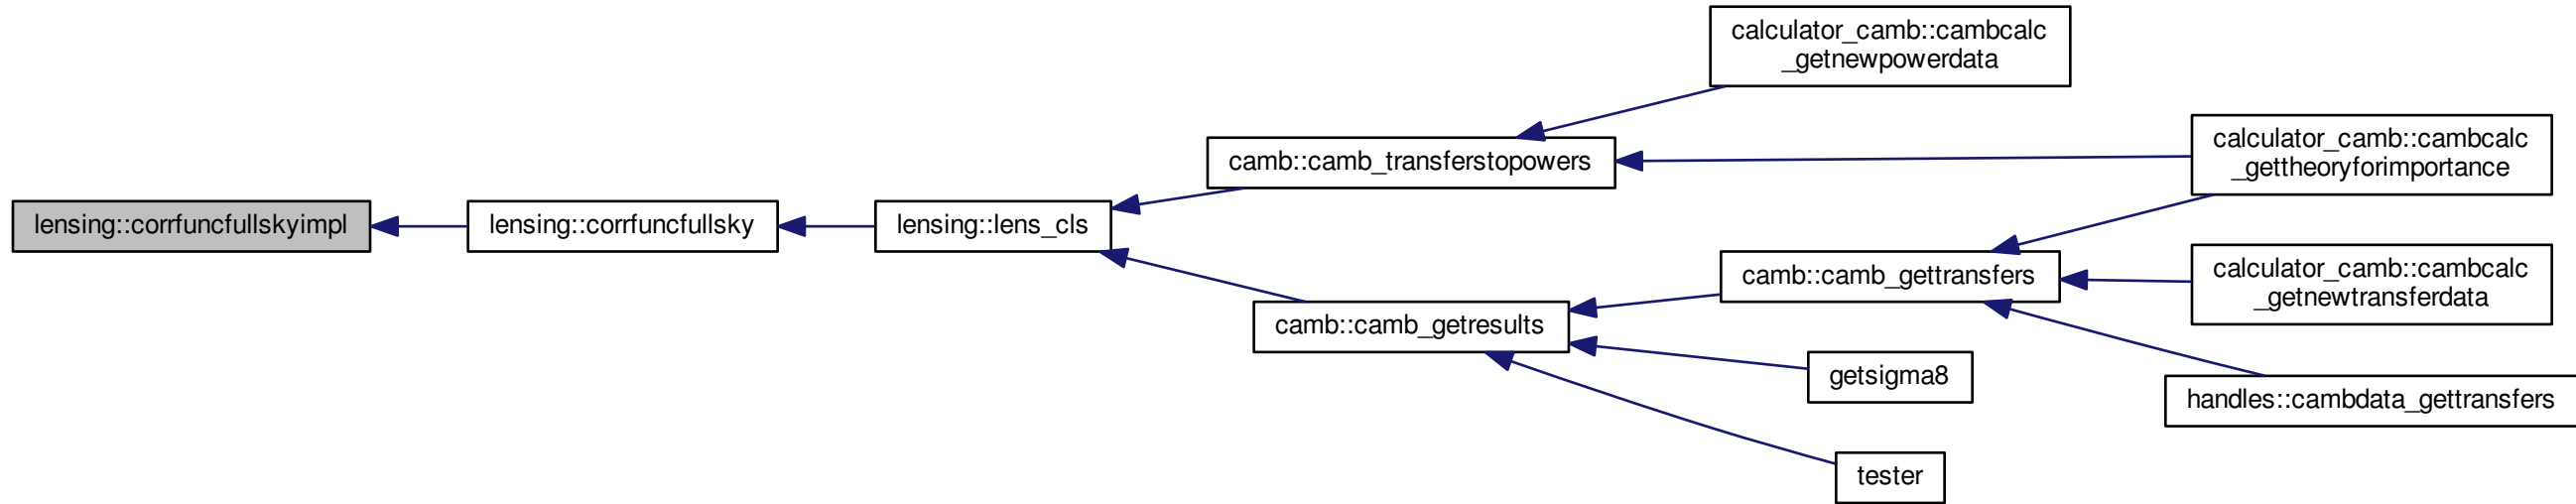 calculator_camb::cambcalc
_getnewpowerdata
calculator_camb::cambcalc
_gettheoryforimportance
camb::camb_transferstopowers
lensing::corrfuncfullskyimpl
lensing::corrfuncfullsky
lensing::lens_cls
camb::camb_gettransfers
calculator_camb::cambcalc
_getnewtransferdata
camb::camb_getresults
getsigma8
handles::cambdata_gettransfers
tester